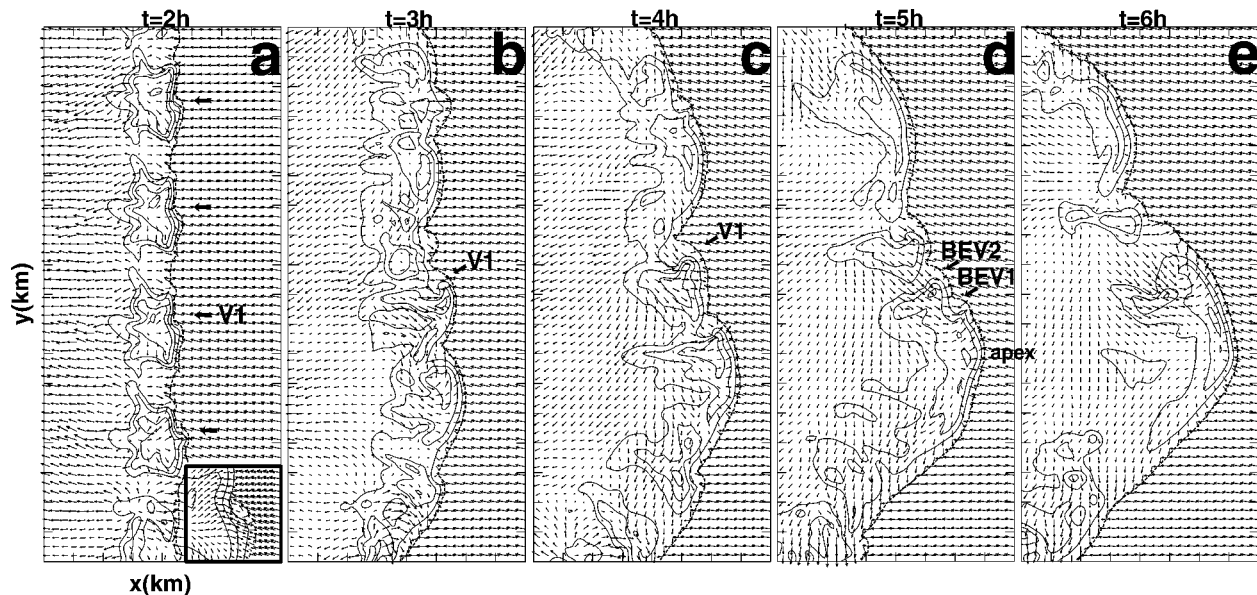 t=2h t=3h t=4h t=5h t=6h
a b c d e
V1
V1
V1
BEV2
BEV1
apex
y(km)
x(km)